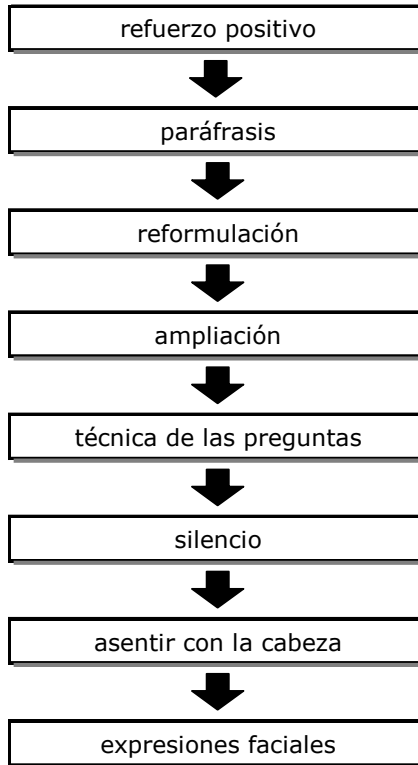 refuerzo positivo
paráfrasis
reformulación
ampliación
técnica de las preguntas
silencio
asentir con la cabeza
expresiones faciales